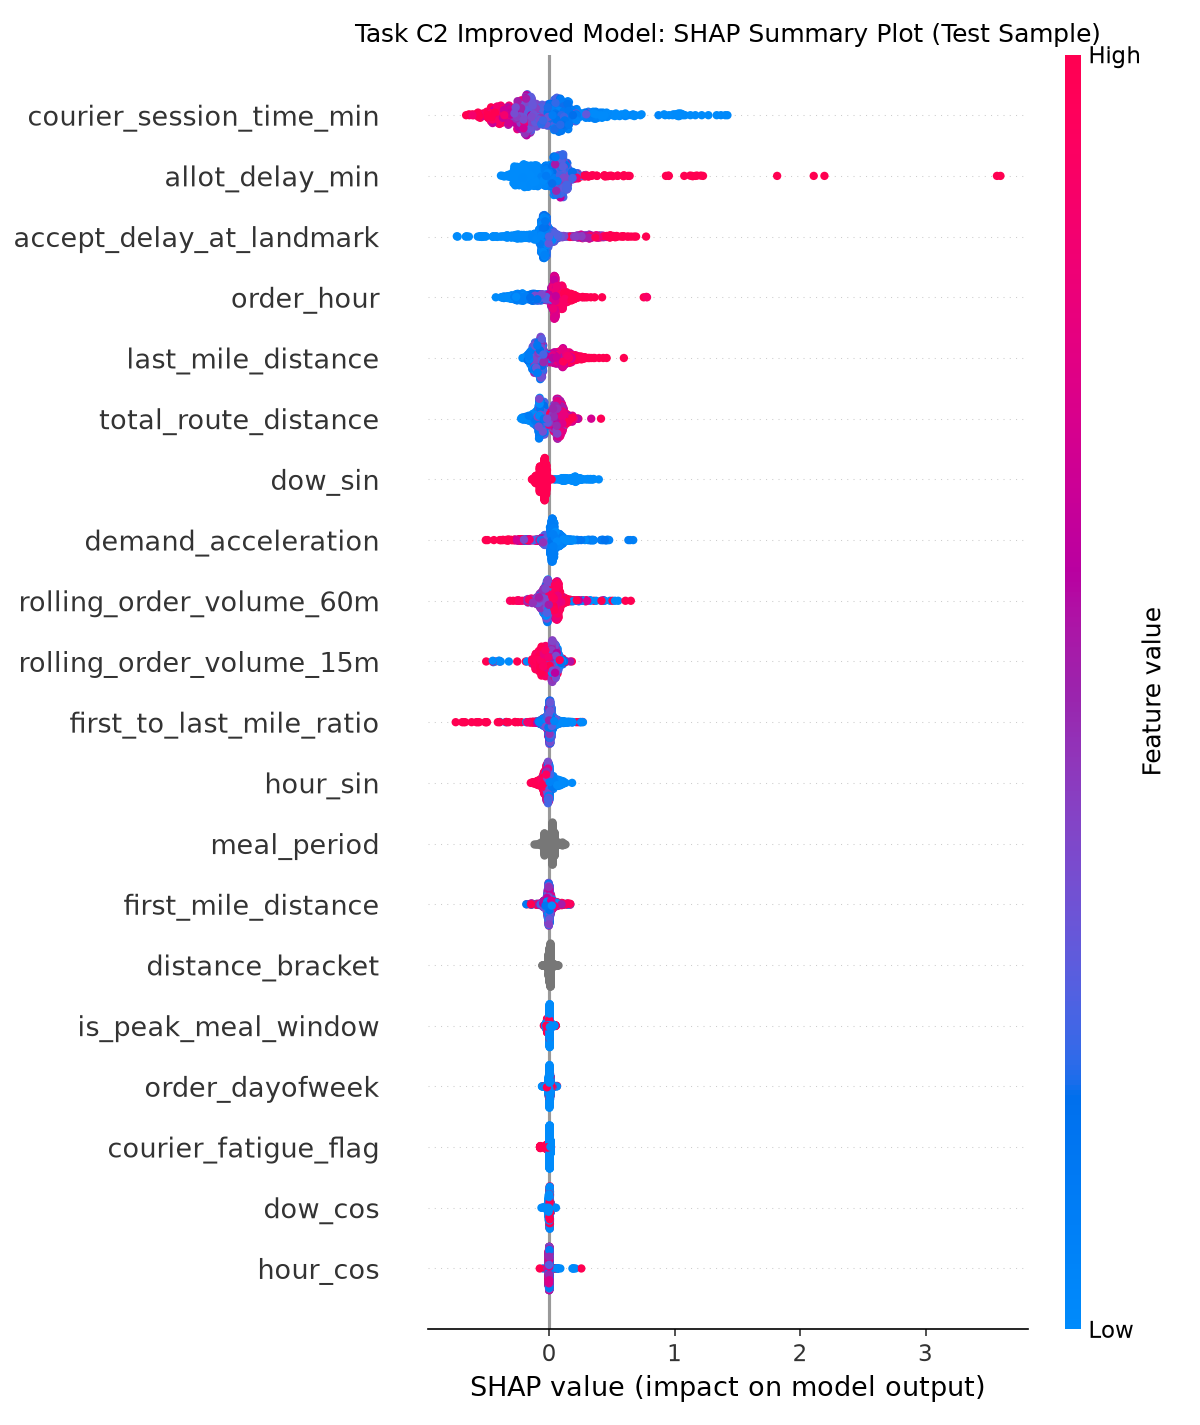 Task C2 Improved Model: SHAP Summary Plot (Test Sample)
High
courier_session_time_min
allot_delay_min
accept_delay_at_landmark
order_hour
last_mile_distance
total_route_distance
dow_sin
demand_acceleration
rolling_order_volume_60m
rolling_order_volume_15m
first_to_last_mile_ratio
hour_sin
meal_period
first_mile_distance
distance_bracket
is_peak_meal_window
order_dayofweek
courier_fatigue_flag
dow_cos
hour_cos
Feature value
Low
0 1 2 3
SHAP value (impact on model output)